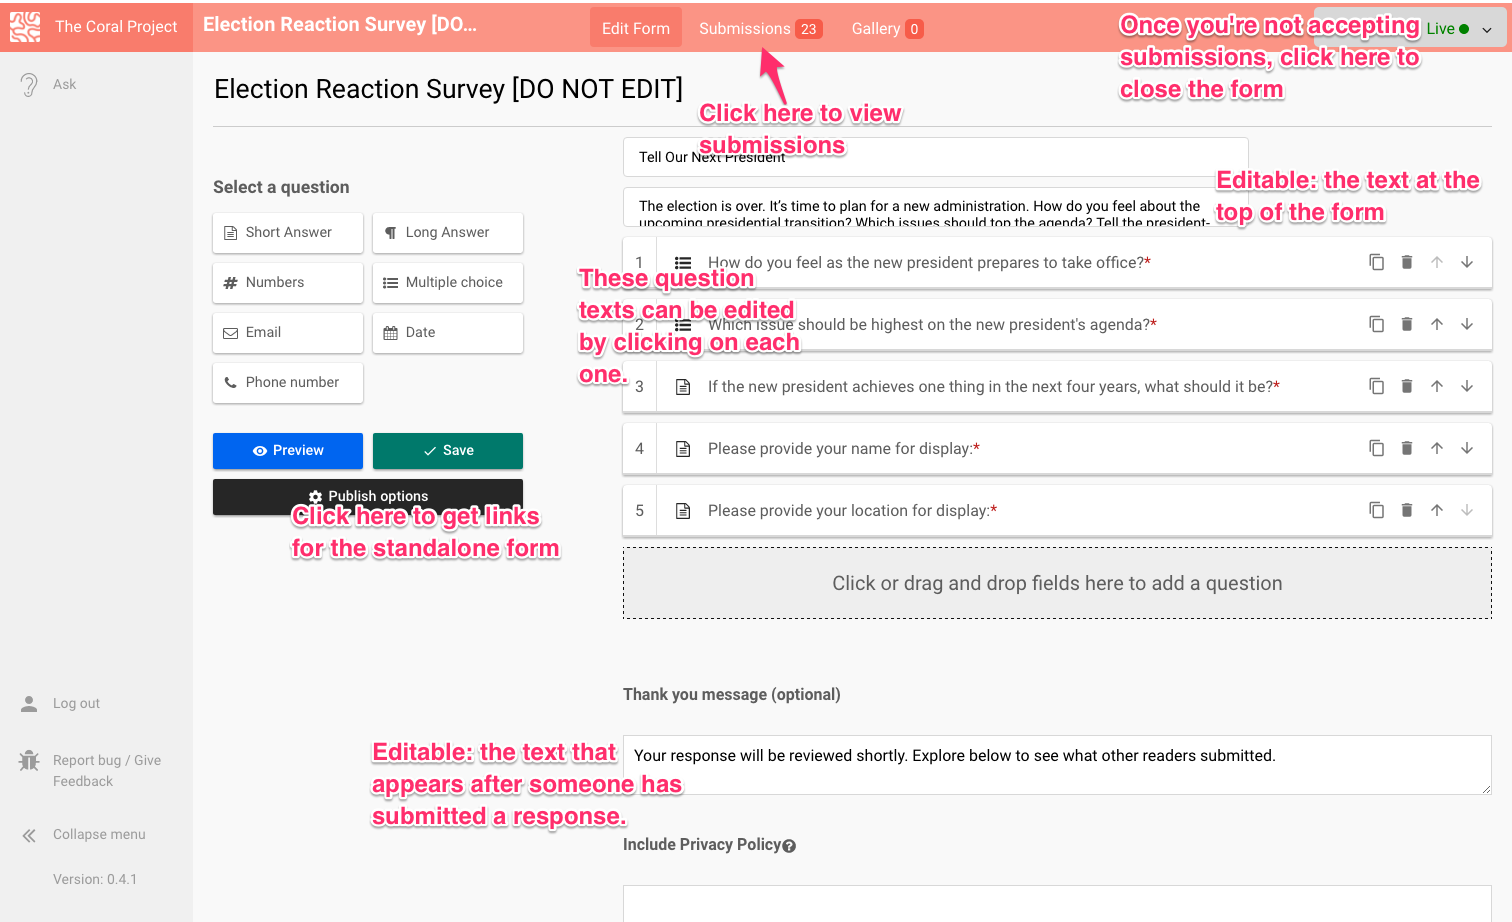 The Coral Project
Election Reaction Survey [DO...
Edit Form
Submissions 23
Gallery 0
Live
Once you're not accepting
submissions, click here to
close the form
Ask
Election Reaction Survey [DO NOT EDIT]
Click here to view
submissions
Tell Our Next President
Select a question
Editable: the text at the
top of the form
The election is over. It's time to plan for a new administration. How do you feel about the
upcoming presidential transition? Which issues should top the agenda? Tell the president-
Short Answer
Long Answer
Numbers
Multiple choice
Email
Date
Phone number
1 How do you feel as the new president prepares to take office?*
These question
texts can be edited
by clicking on each
one.
2 Which issue should be highest on the new president's agenda?*
3 If the new president achieves one thing in the next four years, what should it be?*
4 Please provide your name for display:*
5 Please provide your location for display:*
Preview
Save
Publish options
Click here to get links
for the standalone form
Click or drag and drop fields here to add a question
Thank you message (optional)
Your response will be reviewed shortly. Explore below to see what other readers submitted.
Editable: the text that
appears after someone has
submitted a response.
Include Privacy Policy
Log out
Report bug / Give
Feedback
Collapse menu
Version: 0.4.1